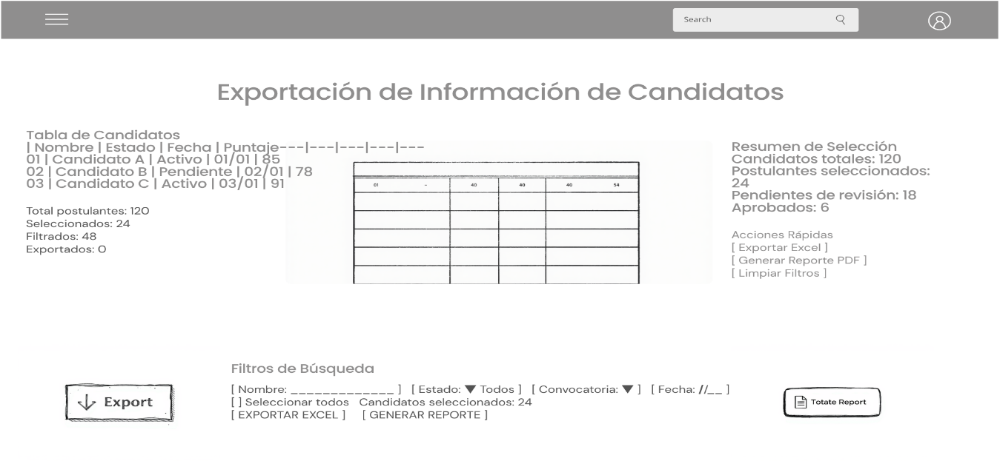 Search
Exportación de Información de Candidatos
Tabla de Candidatos
| Nombre | Estado | Fecha | Puntaje---|---|---|---|---
01 | Candidato A | Activo | 01/01 | 85
02 | Candidato B | Pendiente | 02/01 | 78
03 | Candidato C | Activo | 03/01 | 91
Total postulantes: 120
Seleccionados: 24
Filtrados: 48
Exportados: 0
01 – 40 40 40 54
Resumen de Selección
Candidatos totales: 120
Postulantes seleccionados:
24
Pendientes de revisión: 18
Aprobados: 6
Acciones Rápidas
[ Exportar Excel ]
[ Generar Reporte PDF ]
[ Limpiar Filtros ]
Export
Filtros de Búsqueda
[ Nombre: _____________ ] [ Estado: ▼ Todos ] [ Convocatoria: ▼ ] [ Fecha: //__ ]
[ ] Seleccionar todos Candidatos seleccionados: 24
[ EXPORTAR EXCEL ] [ GENERAR REPORTE ]
Totate Report